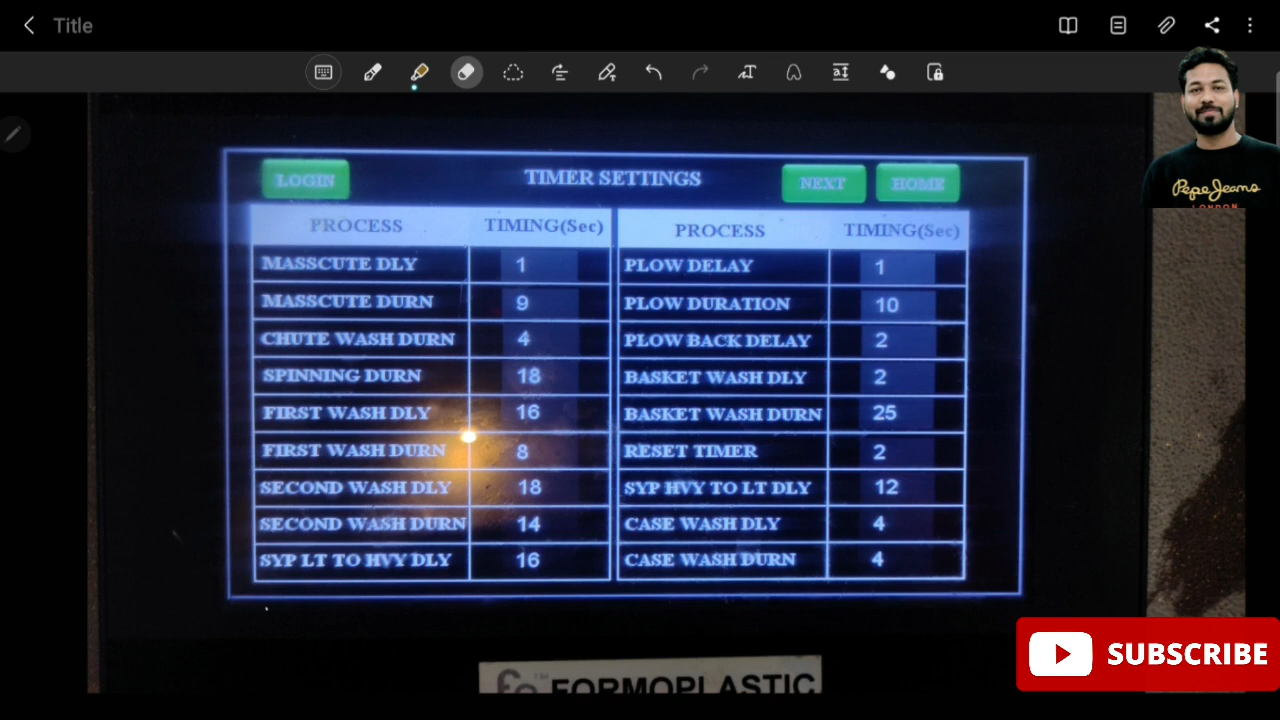 Title
LOGIN
TIMER SETTINGS
NEXT
HOME
PROCESS TIMING(Sec) PROCESS TIMING(Sec)
MASSCUTE DLY 1 PLOW DELAY 1
MASSCUTE DURN 9 PLOW DURATION 10
CHUTE WASH DURN 4 PLOW BACK DELAY 2
SPINNING DURN 18 BASKET WASH DLY 2
FIRST WASH DLY 16 BASKET WASH DURN 25
FIRST WASH DURN 8 RESET TIMER 2
SECOND WASH DLY 18 SYP HVY TO LT DLY 12
SECOND WASH DURN 14 CASE WASH DLY 4
SYP LT TO HVY DLY 16 CASE WASH DURN 4
Pepe Jeans
LONDON
SUBSCRIBE
FORMOPLASTIC